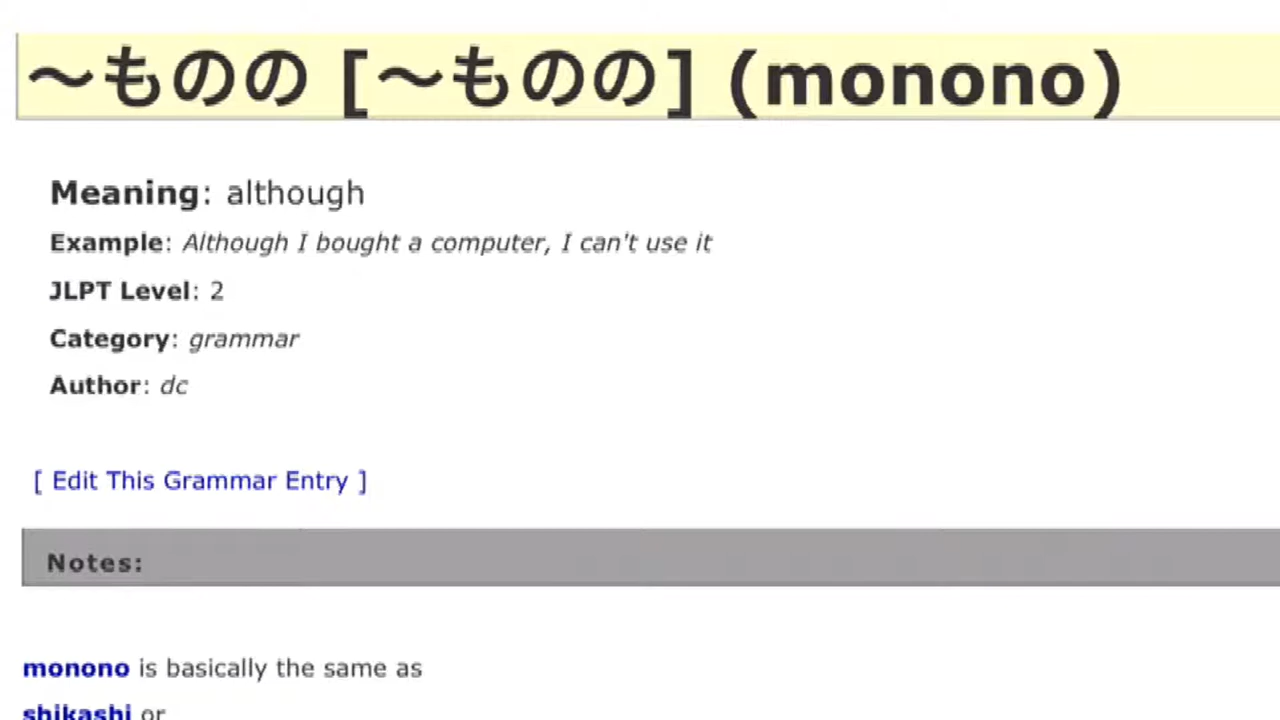 ～ものの [～ものの] (monono)
Meaning: although
Example: Although I bought a computer, I can't use it
JLPT Level: 2
Category: grammar
Author: dc
[ Edit This Grammar Entry ]
Notes:
monono is basically the same as
shikashi or